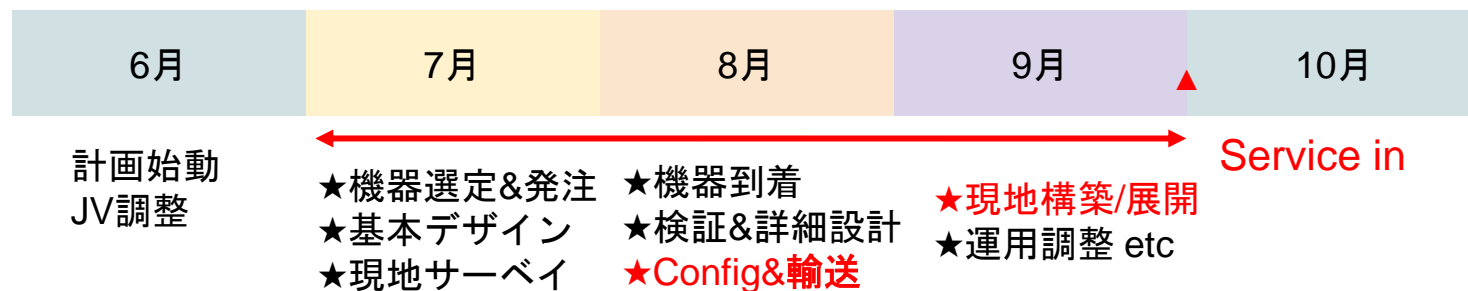 6月
7月
8月
9月
10月
計画始動
JV調整
★機器選定&発注
★基本デザイン
★現地サーベイ
★機器到着
★検証&詳細設計
★Config&輸送
★現地構築/展開
★運用調整 etc
Service in